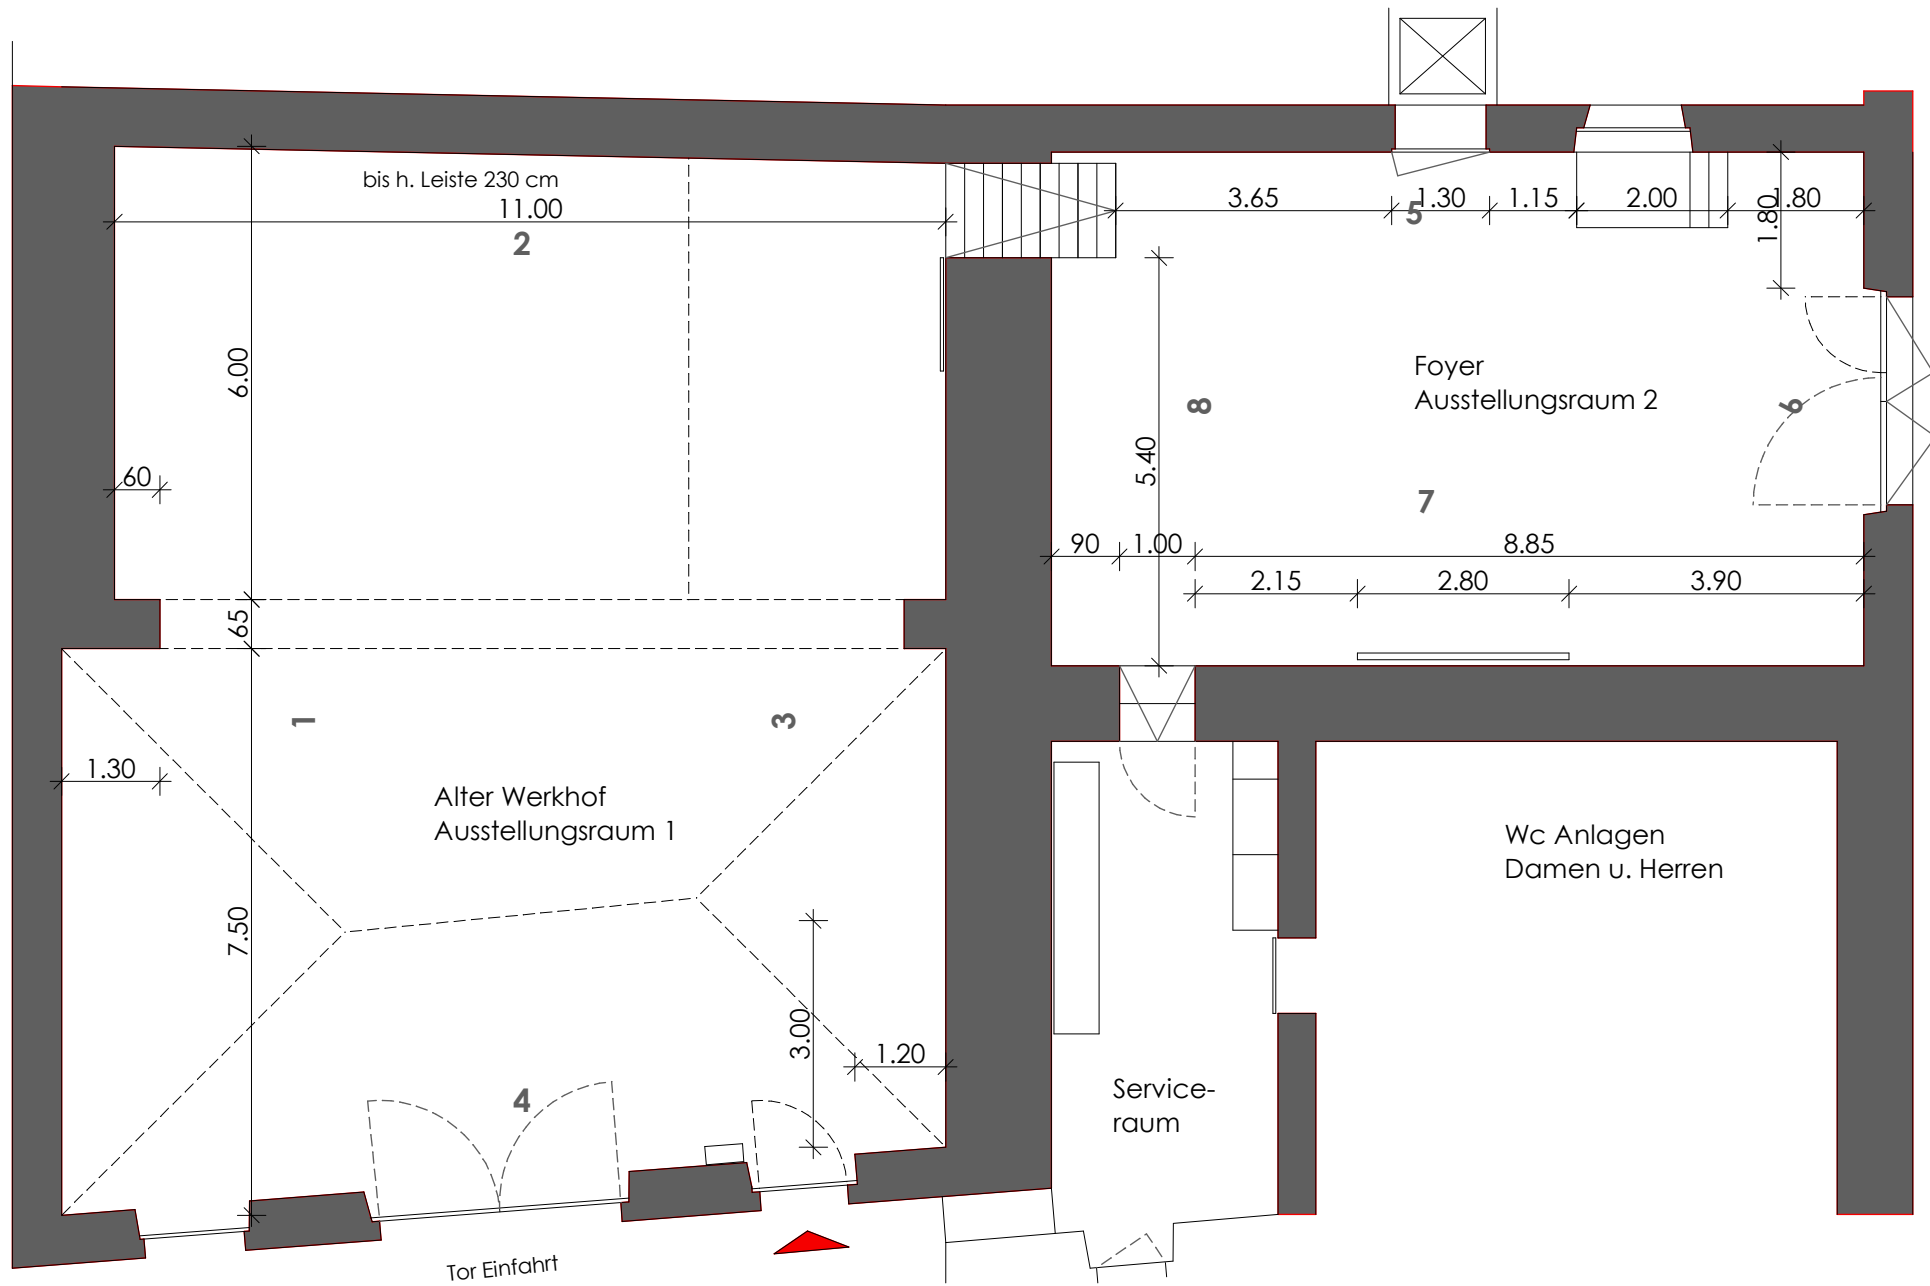 bis h. Leiste 230 cm
11.00
2
3.65
1.30
1.15
2.00
1.80
5
1.80
6.00
Foyer
Ausstellungsraum 2
8
6
60
5.40
7
90
1.00
8.85
2.15
2.80
3.90
65
1
3
1.30
Alter Werkhof
Ausstellungsraum 1
Wc Anlagen
Damen u. Herren
7.50
3.00
1.20
4
Service-
raum
Tor Einfahrt